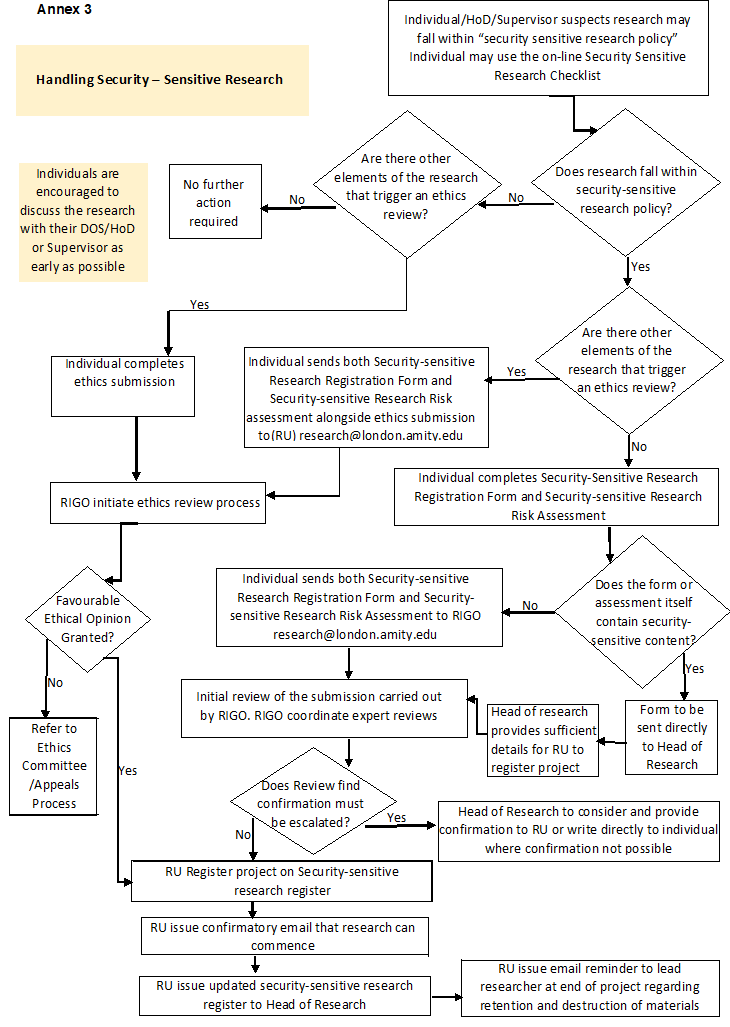 Annex 3
Handling Security – Sensitive Research
Individual/HoD/Supervisor suspects research may
fall within “security sensitive research policy”
Individual may use the on-line Security Sensitive
Research Checklist
Individuals are
encouraged to
discuss the research
with their DOS/HoD
or Supervisor as
early as possible
No further
action
required
No
Are there other
elements of the research
that trigger an ethics
review?
No
Does research fall within
security-sensitive
research policy?
Yes
Yes
Are there other
elements of the
research that trigger
an ethics review?
Individual completes
ethics submission
Individual sends both Security-sensitive
Research Registration Form and
Security-sensitive Research Risk
assessment alongside ethics submission
to(RU) research@london.amity.edu
Yes
No
RIGO initiate ethics review process
Individual completes Security-Sensitive Research
Registration Form and Security-sensitive Research
Risk Assessment
Favourable
Ethical Opinion
Granted?
Individual sends both Security-sensitive
Research Registration Form and Security-
sensitive Research Risk Assessment to RIGO
research@london.amity.edu
No
Does the form or
assessment itself
contain security-
sensitive content?
No
Yes
Initial review of the submission carried out
by RIGO. RIGO coordinate expert reviews
Head of research
provides sufficient
details for RU to
register project
Form to be
sent directly
to Head of
Research
Refer to
Ethics
Committee
/Appeals
Process
Yes
Does Review find
confirmation must
be escalated?
Yes
No
Head of Research to consider and provide
confirmation to RU or write directly to individual
where confirmation not possible
RU Register project on Security-sensitive
research register
RU issue confirmatory email that research can
commence
RU issue updated security-sensitive research
register to Head of Research
RU issue email reminder to lead
researcher at end of project regarding
retention and destruction of materials